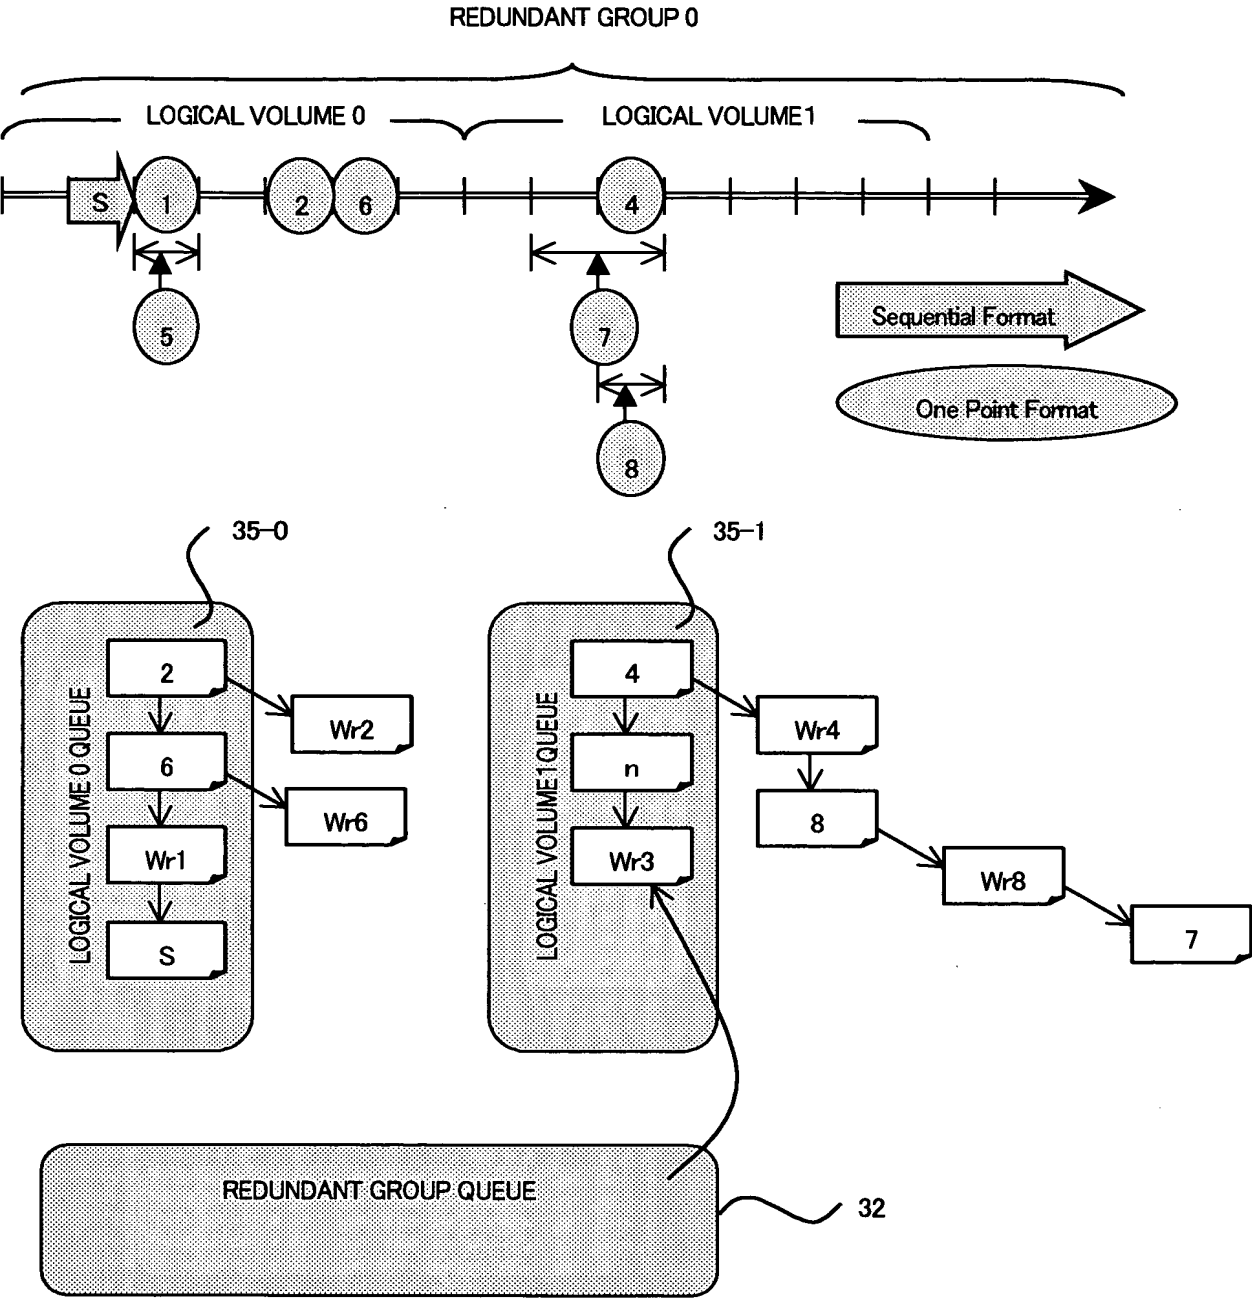 REDUNDANT GROUP 0
LOGICAL VOLUME 0
LOGICAL VOLUME 1
S
1
2
6
4
5
7
8
Sequential Format
One Point Format
35-0
35-1
LOGICAL VOLUME 0 QUEUE
2
Wr2
6
Wr6
Wr1
S
LOGICAL VOLUME 1 QUEUE
4
Wr4
n
8
Wr3
Wr8
7
REDUNDANT GROUP QUEUE
32